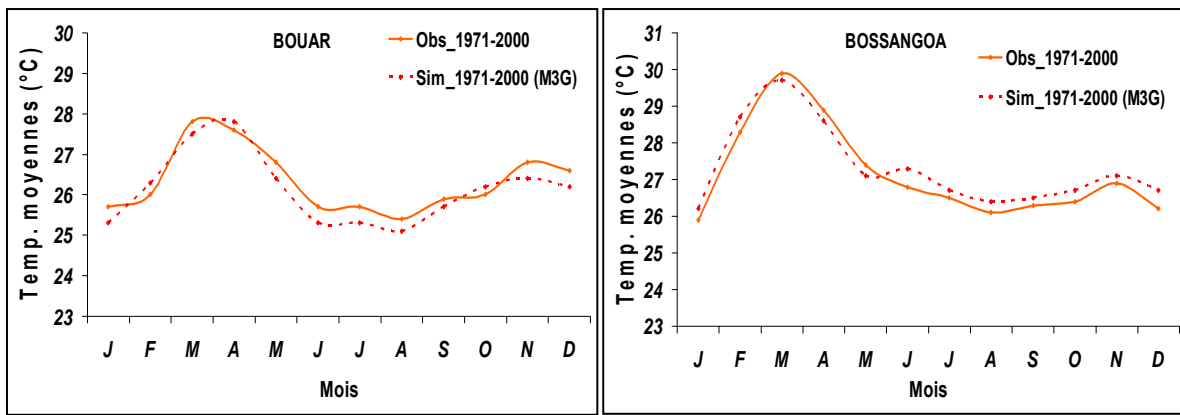 Temp. moyennes (°C)
30
29
28
27
26
25
24
23
BOUAR
Obs_1971-2000
Sim_1971-2000 (M3G)
J F M A M J J A S O N D
Mois
Temp. moyennes (°C)
31
30
29
28
27
26
25
24
23
BOSSANGOA
Obs_1971-2000
Sim_1971-2000 (M3G)
J F M A M J J A S O N D
Mois